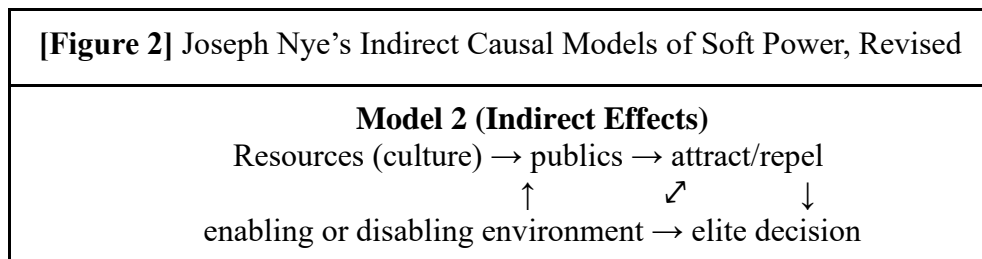 [Figure 2] Joseph Nye’s Indirect Causal Models of Soft Power, Revised
Model 2 (Indirect Effects)
Resources (culture) → publics → attract/repel
↑ ⤢ ↓
enabling or disabling environment → elite decision